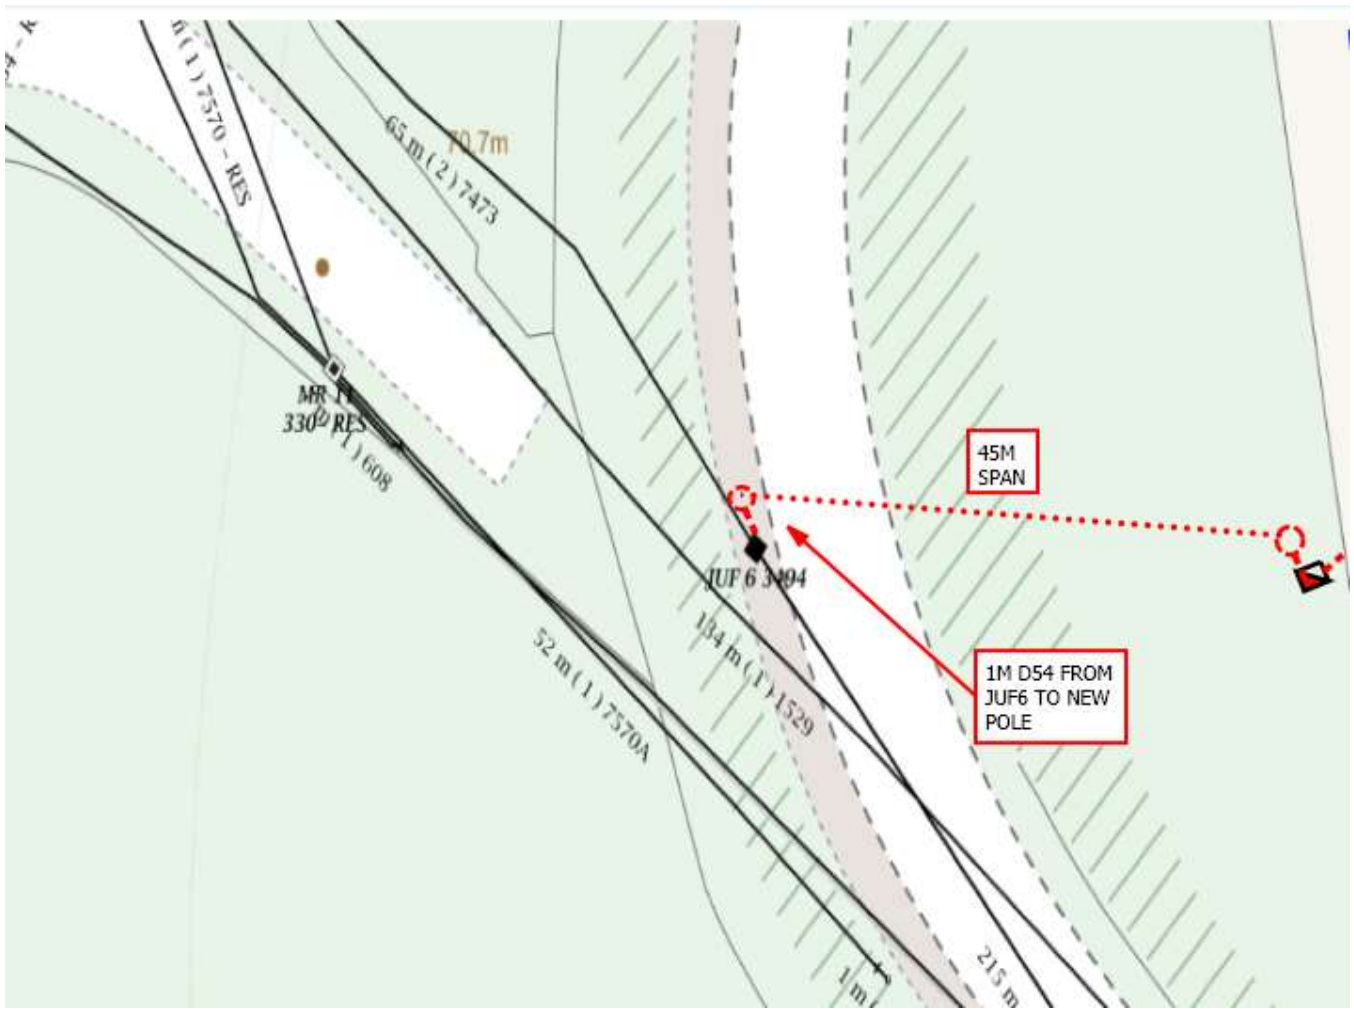 m ( 1 ) 7570 - RES
65 m ( 2 ) 7473
70.7m
MR 11
330 RES
( 1 ) 608
45M
SPAN
JUF 6 3494
134 m ( 1 ) 1529
52 m ( 1 ) 7570A
1M D54 FROM
JUF6 TO NEW
POLE
215 m
1 m (